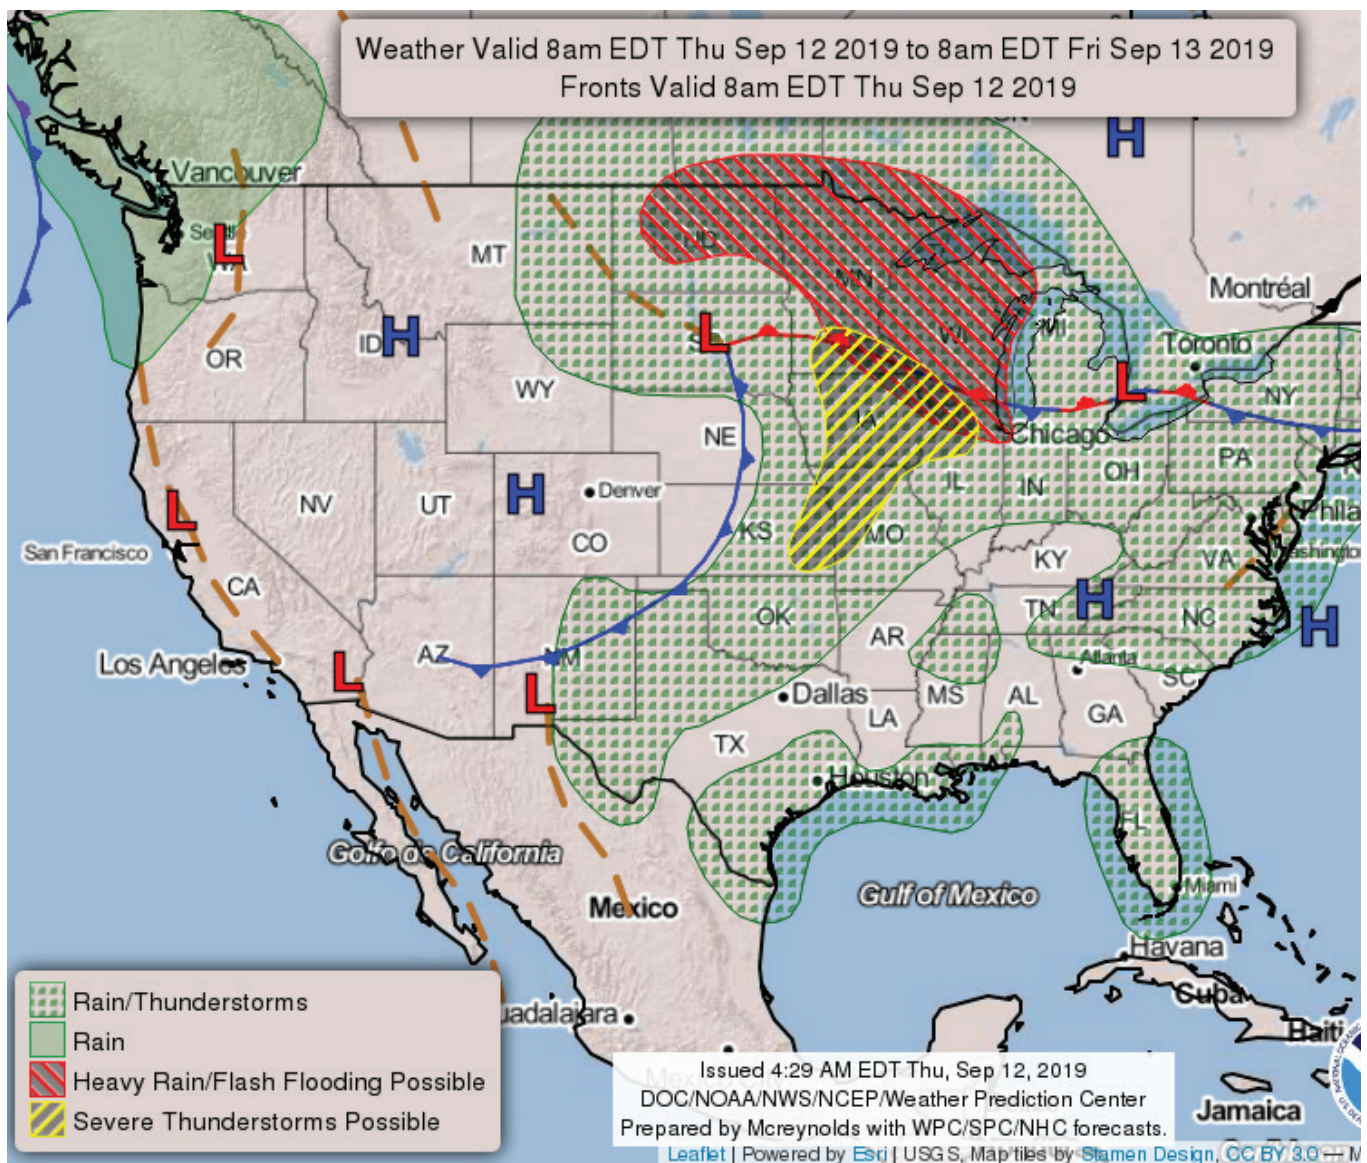 Weather Valid 8am EDT Thu Sep 12 2019 to 8am EDT Fri Sep 13 2019
Fronts Valid 8am EDT Thu Sep 12 2019
H
Vancouver
L
WA
MT
ND
MN
Montréal
OR
ID
H
L
SD
WI
MI
Toronto
L
NY
WY
NE
IA
Chicago
PA
NV
UT
H
Denver
IL
IN
OH
L
San Francisco
CO
KS
MO
KY
VA
CA
OK
TN
H
NC
H
AZ
NM
AR
Atlanta
Los Angeles
L
L
Dallas
MS
AL
GA
SC
LA
TX
Houston
FL
Golfo de California
Mexico
Gulf of Mexico
Miami
Havana
Cuba
Haiti
Rain/Thunderstorms
Rain
Heavy Rain/Flash Flooding Possible
Severe Thunderstorms Possible
uadalajara
Issued 4:29 AM EDT Thu, Sep 12, 2019
DOC/NOAA/NWS/NCEP/Weather Prediction Center
Prepared by Mcreynolds with WPC/SPC/NHC forecasts.
Jamaica
Leaflet | Powered by Esri | USGS, Map tiles by Stamen Design, CC BY 3.0 — M